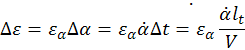 Δε = ε_α Δα = ε_α α̇ Δt = ε_α α̇ l_t / V